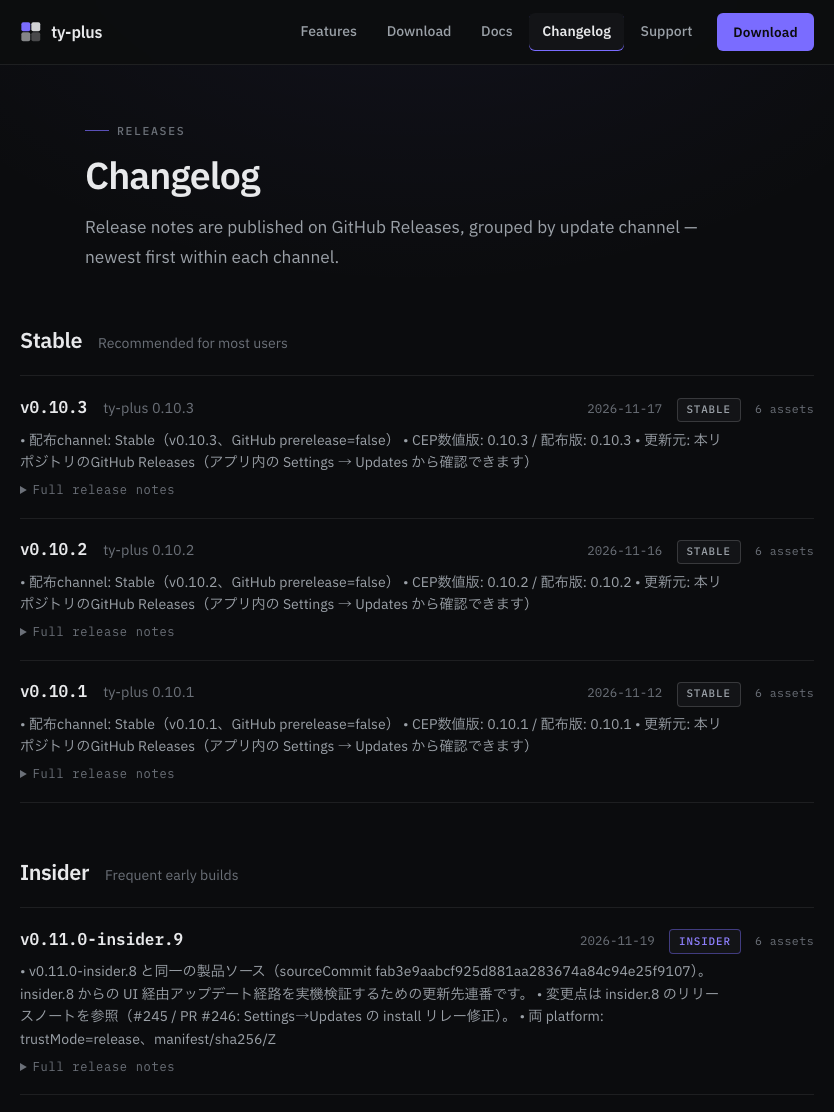 ty-plus
Features
Download
Docs
Changelog
Support
Download
RELEASES
Changelog
Release notes are published on GitHub Releases, grouped by update channel —
newest first within each channel.
Stable Recommended for most users
v0.10.3 ty-plus 0.10.3 2026-11-17 STABLE 6 assets
• 配布channel: Stable（v0.10.3、GitHub prerelease=false） • CEP数値版: 0.10.3 / 配布版: 0.10.3 • 更新元: 本リ
ポジトリのGitHub Releases（アプリ内の Settings → Updates から確認できます）
▶ Full release notes
v0.10.2 ty-plus 0.10.2 2026-11-16 STABLE 6 assets
• 配布channel: Stable（v0.10.2、GitHub prerelease=false） • CEP数値版: 0.10.2 / 配布版: 0.10.2 • 更新元: 本リ
ポジトリのGitHub Releases（アプリ内の Settings → Updates から確認できます）
▶ Full release notes
v0.10.1 ty-plus 0.10.1 2026-11-12 STABLE 6 assets
• 配布channel: Stable（v0.10.1、GitHub prerelease=false） • CEP数値版: 0.10.1 / 配布版: 0.10.1 • 更新元: 本リ
ポジトリのGitHub Releases（アプリ内の Settings → Updates から確認できます）
▶ Full release notes
Insider Frequent early builds
v0.11.0-insider.9 2026-11-19 INSIDER 6 assets
• v0.11.0-insider.8 と同一の製品ソース（sourceCommit fab3e9aabcf925d881aa283674a84c94e25f9107）。
insider.8 からの UI 経由アップデート経路を実機検証するための更新先連番です。 • 変更点は insider.8 のリリー
スノートを参照（#245 / PR #246: Settings→Updates の install リレー修正）。 • 両 platform:
trustMode=release、manifest/sha256/Z
▶ Full release notes